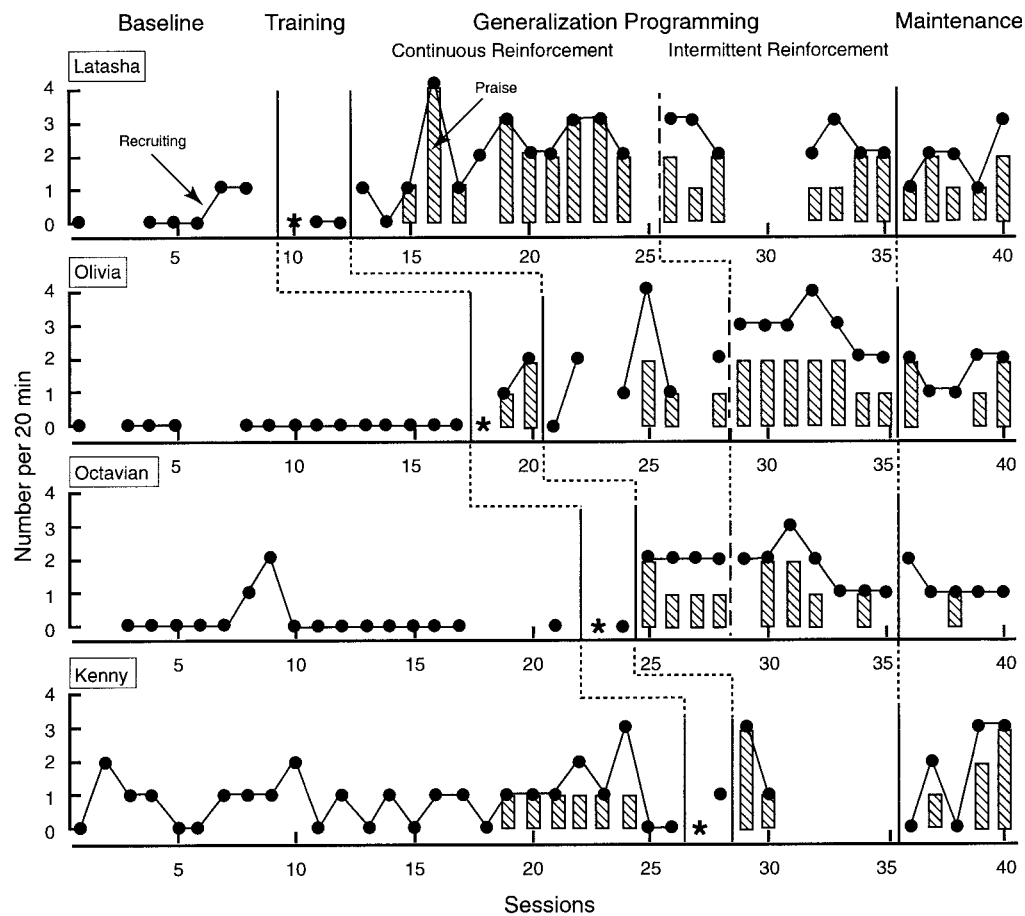 Baseline Training Generalization Programming Maintenance
Continuous Reinforcement Intermittent Reinforcement
Latasha
Praise
Recruiting
4
3
2
1
0
5 10 15 20 25 30 35 40
Olivia
4
3
2
1
0
5 10 15 20 25 30 35 40
Octavian
4
3
2
1
0
5 10 15 20 25 30 35 40
Kenny
4
3
2
1
0
5 10 15 20 25 30 35 40
Number per 20 min
Sessions